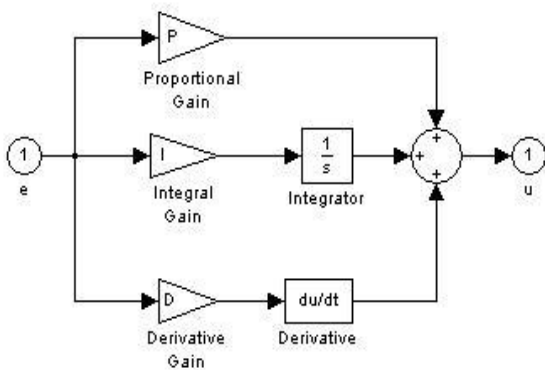 P
Proportional
Gain
1
e
I
Integral
Gain
1
s
Integrator
+
+
+
1
u
D
Derivative
Gain
du/dt
Derivative